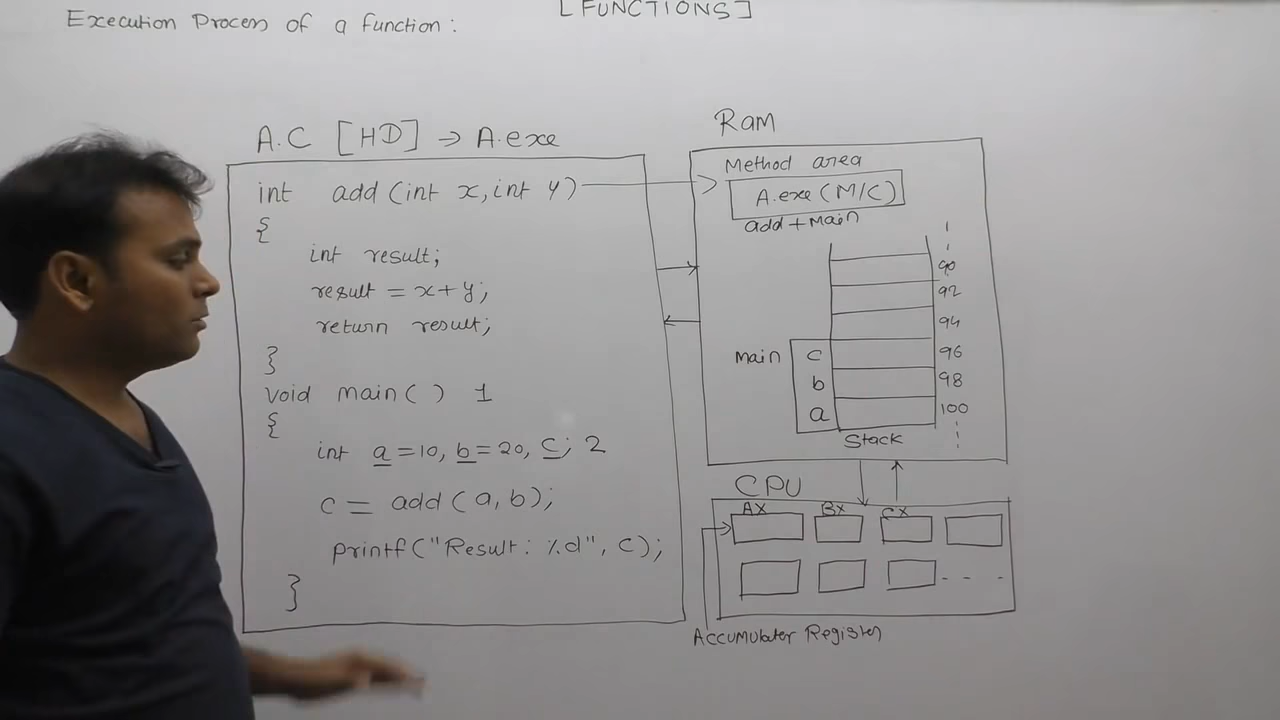 [FUNCTIONS]
Execution Process of a function :
A.C [HD] → A.exe
int add (int x, int y)
{
int result;
result = x+y;
return result;
}
void main( ) 1
{
int a =10, b = 20, C; 2
c = add (a, b);
printf("Result: %d", c);
}
Ram
Method area
A.exe (M/C)
add + Main
90
92
94
96
98
100
main
c
b
a
Stack
CPU
AX
BX
CX
Accumulater Register